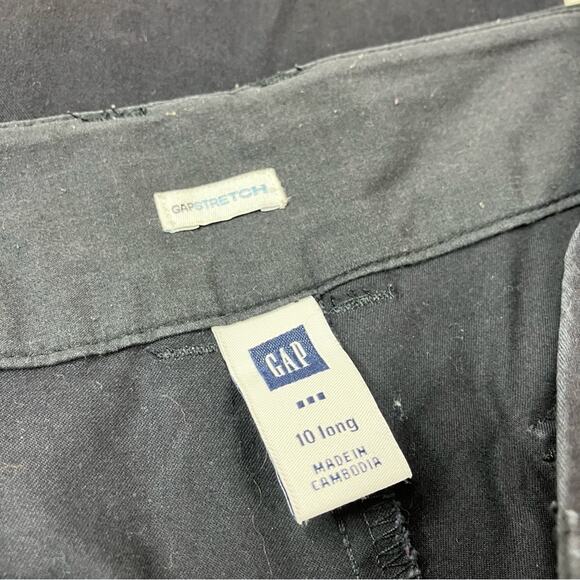 GAPSTRETCH
GAP
10 long
MADE IN
CAMBODIA